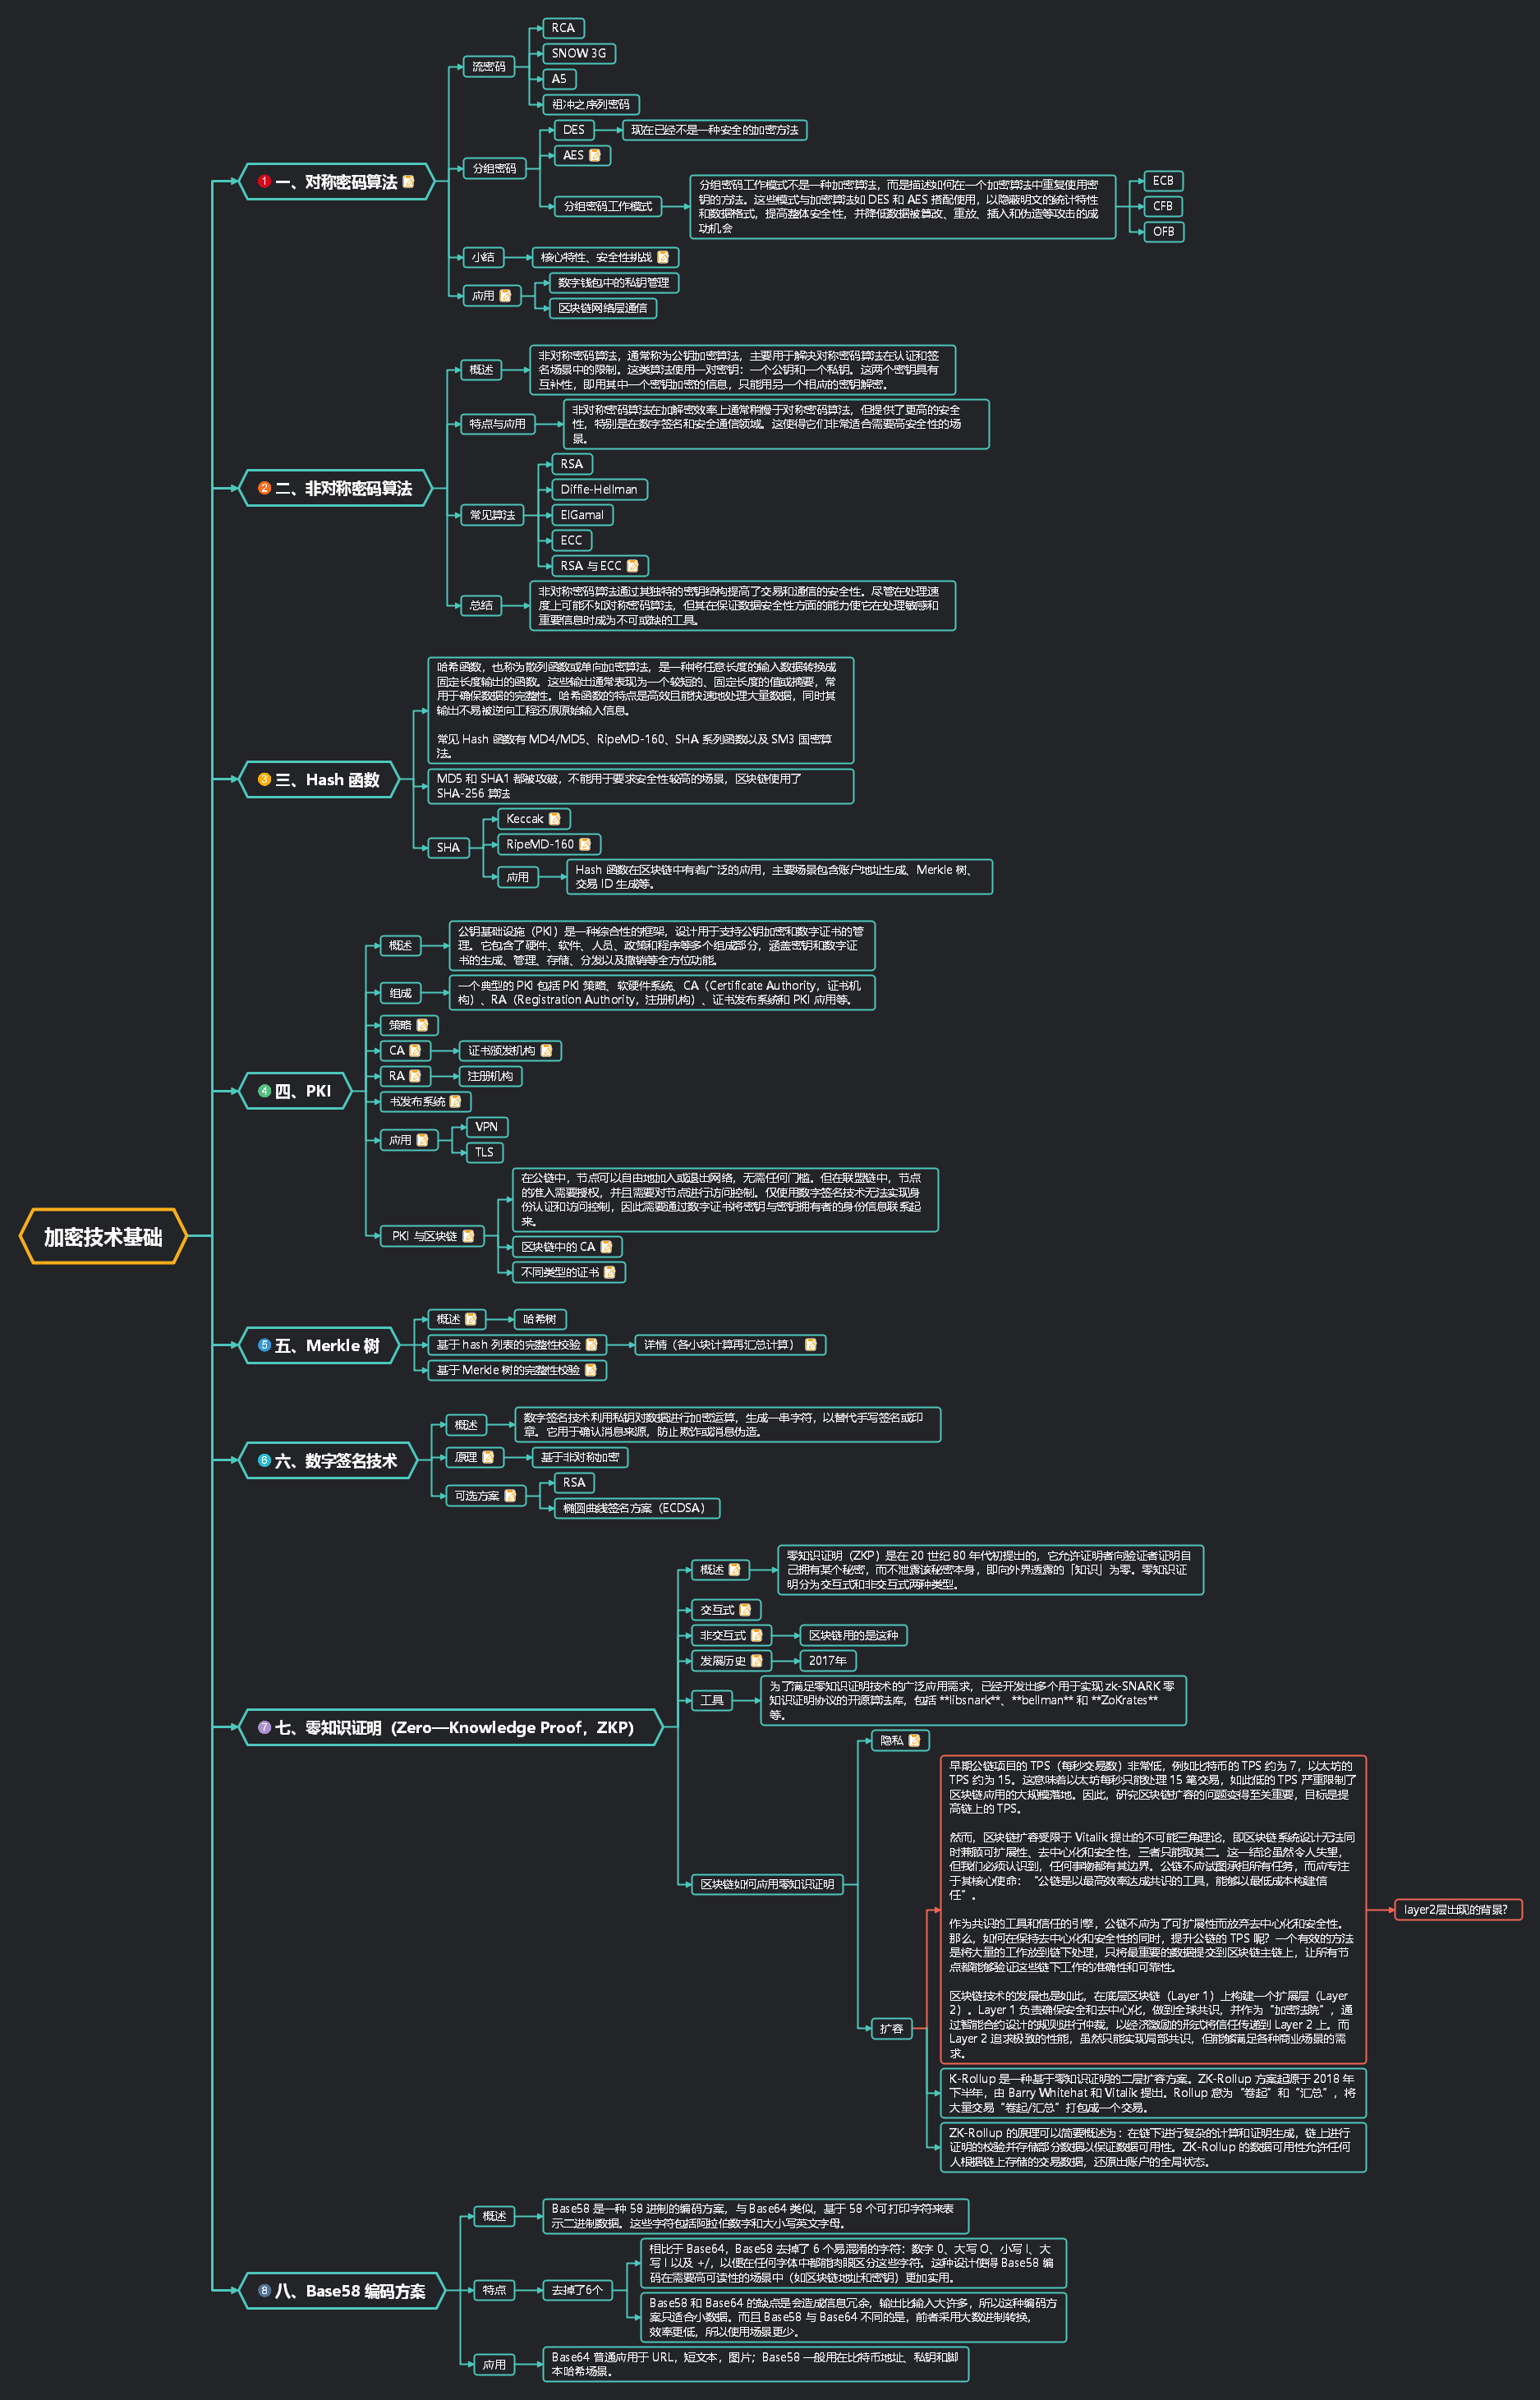 加密技术基础
1 一、对称密码算法
流密码
RCA
SNOW 3G
A5
祖冲之序列密码
分组密码
DES
现在已经不是一种安全的加密方法
AES
分组密码工作模式
分组密码工作模式不是一种加密算法，而是描述如何在一个加密算法中重复使用密
钥的方法。这些模式与加密算法如 DES 和 AES 搭配使用，以隐蔽明文的统计特性
和数据格式，提高整体安全性，并降低数据被篡改、重放、插入和伪造等攻击的成
功机会
ECB
CFB
OFB
小结
核心特性、安全性挑战
应用
数字钱包中的私钥管理
区块链网络层通信
2 二、非对称密码算法
概述
非对称密码算法，通常称为公钥加密算法，主要用于解决对称密码算法在认证和签
名场景中的限制。这类算法使用一对密钥：一个公钥和一个私钥。这两个密钥具有
互补性，即用其中一个密钥加密的信息，只能用另一个相应的密钥解密。
特点与应用
非对称密码算法在加解密效率上通常稍慢于对称密码算法，但提供了更高的安全
性，特别是在数字签名和安全通信领域。这使得它们非常适合需要高安全性的场
景。
常见算法
RSA
Diffie-Hellman
ElGamal
ECC
RSA 与 ECC
总结
非对称密码算法通过其独特的密钥结构提高了交易和通信的安全性。尽管在处理速
度上可能不如对称密码算法，但其在保证数据安全性方面的能力使它在处理敏感和
重要信息时成为不可或缺的工具。
3 三、Hash 函数
哈希函数，也称为散列函数或单向加密算法，是一种将任意长度的输入数据转换成
固定长度输出的函数。这些输出通常表现为一个较短的、固定长度的值或摘要，常
用于确保数据的完整性。哈希函数的特点是高效且能快速地处理大量数据，同时其
输出不易被逆向工程还原原始输入信息。
常见 Hash 函数有 MD4/MD5、RipeMD-160、SHA 系列函数以及 SM3 国密算
法。
MD5 和 SHA1 都被攻破，不能用于要求安全性较高的场景，区块链使用了
SHA-256 算法
SHA
Keccak
RipeMD-160
应用
Hash 函数在区块链中有着广泛的应用，主要场景包含账户地址生成、Merkle 树、
交易 ID 生成等。
4 四、PKI
概述
公钥基础设施（PKI）是一种综合性的框架，设计用于支持公钥加密和数字证书的管
理。它包含了硬件、软件、人员、政策和程序等多个组成部分，涵盖密钥和数字证
书的生成、管理、存储、分发以及撤销等全方位功能。
组成
一个典型的 PKI 包括 PKI 策略、软硬件系统、CA（Certificate Authority，证书机
构）、RA（Registration Authority，注册机构）、证书发布系统和 PKI 应用等。
策略
CA
证书颁发机构
RA
注册机构
书发布系统
应用
VPN
TLS
PKI 与区块链
在公链中，节点可以自由地加入或退出网络，无需任何门槛。但在联盟链中，节点
的准入需要授权，并且需要对节点进行访问控制。仅使用数字签名技术无法实现身
份认证和访问控制，因此需要通过数字证书将密钥与密钥拥有者的身份信息联系起
来。
区块链中的 CA
不同类型的证书
5 五、Merkle 树
概述
哈希树
基于 hash 列表的完整性校验
详情（各小块计算再汇总计算）
基于 Merkle 树的完整性校验
6 六、数字签名技术
概述
数字签名技术利用私钥对数据进行加密运算，生成一串字符，以替代手写签名或印
章。它用于确认消息来源，防止欺诈或消息伪造。
原理
基于非对称加密
可选方案
RSA
椭圆曲线签名方案（ECDSA）
7 七、零知识证明（Zero—Knowledge Proof，ZKP）
概述
零知识证明（ZKP）是在 20 世纪 80 年代初提出的，它允许证明者向验证者证明自
己拥有某个秘密，而不泄露该秘密本身，即向外界透露的「知识」为零。零知识证
明分为交互式和非交互式两种类型。
交互式
非交互式
区块链用的是这种
发展历史
2017年
工具
为了满足零知识证明技术的广泛应用需求，已经开发出多个用于实现 zk-SNARK 零
知识证明协议的开源算法库，包括 **libsnark**、**bellman** 和 **ZoKrates**
等。
区块链如何应用零知识证明
隐私
扩容
早期公链项目的 TPS（每秒交易数）非常低，例如比特币的 TPS 约为 7，以太坊的
TPS 约为 15。这意味着以太坊每秒只能处理 15 笔交易，如此低的 TPS 严重限制了
区块链应用的大规模落地。因此，研究区块链扩容的问题变得至关重要，目标是提
高链上的 TPS。
然而，区块链扩容受限于 Vitalik 提出的不可能三角理论，即区块链系统设计无法同
时兼顾可扩展性、去中心化和安全性，三者只能取其二。这一结论虽然令人失望，
但我们必须认识到，任何事物都有其边界。公链不应试图承担所有任务，而应专注
于其核心使命：“公链是以最高效率达成共识的工具，能够以最低成本构建信
任”。
作为共识的工具和信任的引擎，公链不应为了可扩展性而放弃去中心化和安全性。
那么，如何在保持去中心化和安全性的同时，提升公链的 TPS 呢？一个有效的方法
是将大量的工作放到链下处理，只将最重要的数据提交到区块链主链上，让所有节
点都能够验证这些链下工作的准确性和可靠性。
区块链技术的发展也是如此，在底层区块链（Layer 1）上构建一个扩展层（Layer
2）。Layer 1 负责确保安全和去中心化，做到全球共识，并作为“加密法院”，通
过智能合约设计的规则进行仲裁，以经济激励的形式将信任传递到 Layer 2 上。而
Layer 2 追求极致的性能，虽然只能实现局部共识，但能够满足各种商业场景的需
求。
layer2层出现的背景？
K-Rollup 是一种基于零知识证明的二层扩容方案。ZK-Rollup 方案起源于 2018 年
下半年，由 Barry Whitehat 和 Vitalik 提出。Rollup 意为“卷起”和“汇总”，将
大量交易“卷起/汇总”打包成一个交易。
ZK-Rollup 的原理可以简要概述为：在链下进行复杂的计算和证明生成，链上进行
证明的校验并存储部分数据以保证数据可用性。ZK-Rollup 的数据可用性允许任何
人根据链上存储的交易数据，还原出账户的全局状态。
8 八、Base58 编码方案
概述
Base58 是一种 58 进制的编码方案，与 Base64 类似，基于 58 个可打印字符来表
示二进制数据。这些字符包括阿拉伯数字和大小写英文字母。
特点
去掉了6个
相比于 Base64，Base58 去掉了 6 个易混淆的字符：数字 0、大写 O、小写 l、大
写 I 以及 +/，以便在任何字体中都能肉眼区分这些字符。这种设计使得 Base58 编
码在需要高可读性的场景中（如区块链地址和密钥）更加实用。
Base58 和 Base64 的缺点是会造成信息冗余，输出比输入大许多，所以这种编码方
案只适合小数据。而且 Base58 与 Base64 不同的是，前者采用大数进制转换，
效率更低，所以使用场景更少。
应用
Base64 普通应用于 URL，短文本，图片；Base58 一般用在比特币地址、私钥和脚
本哈希场景。